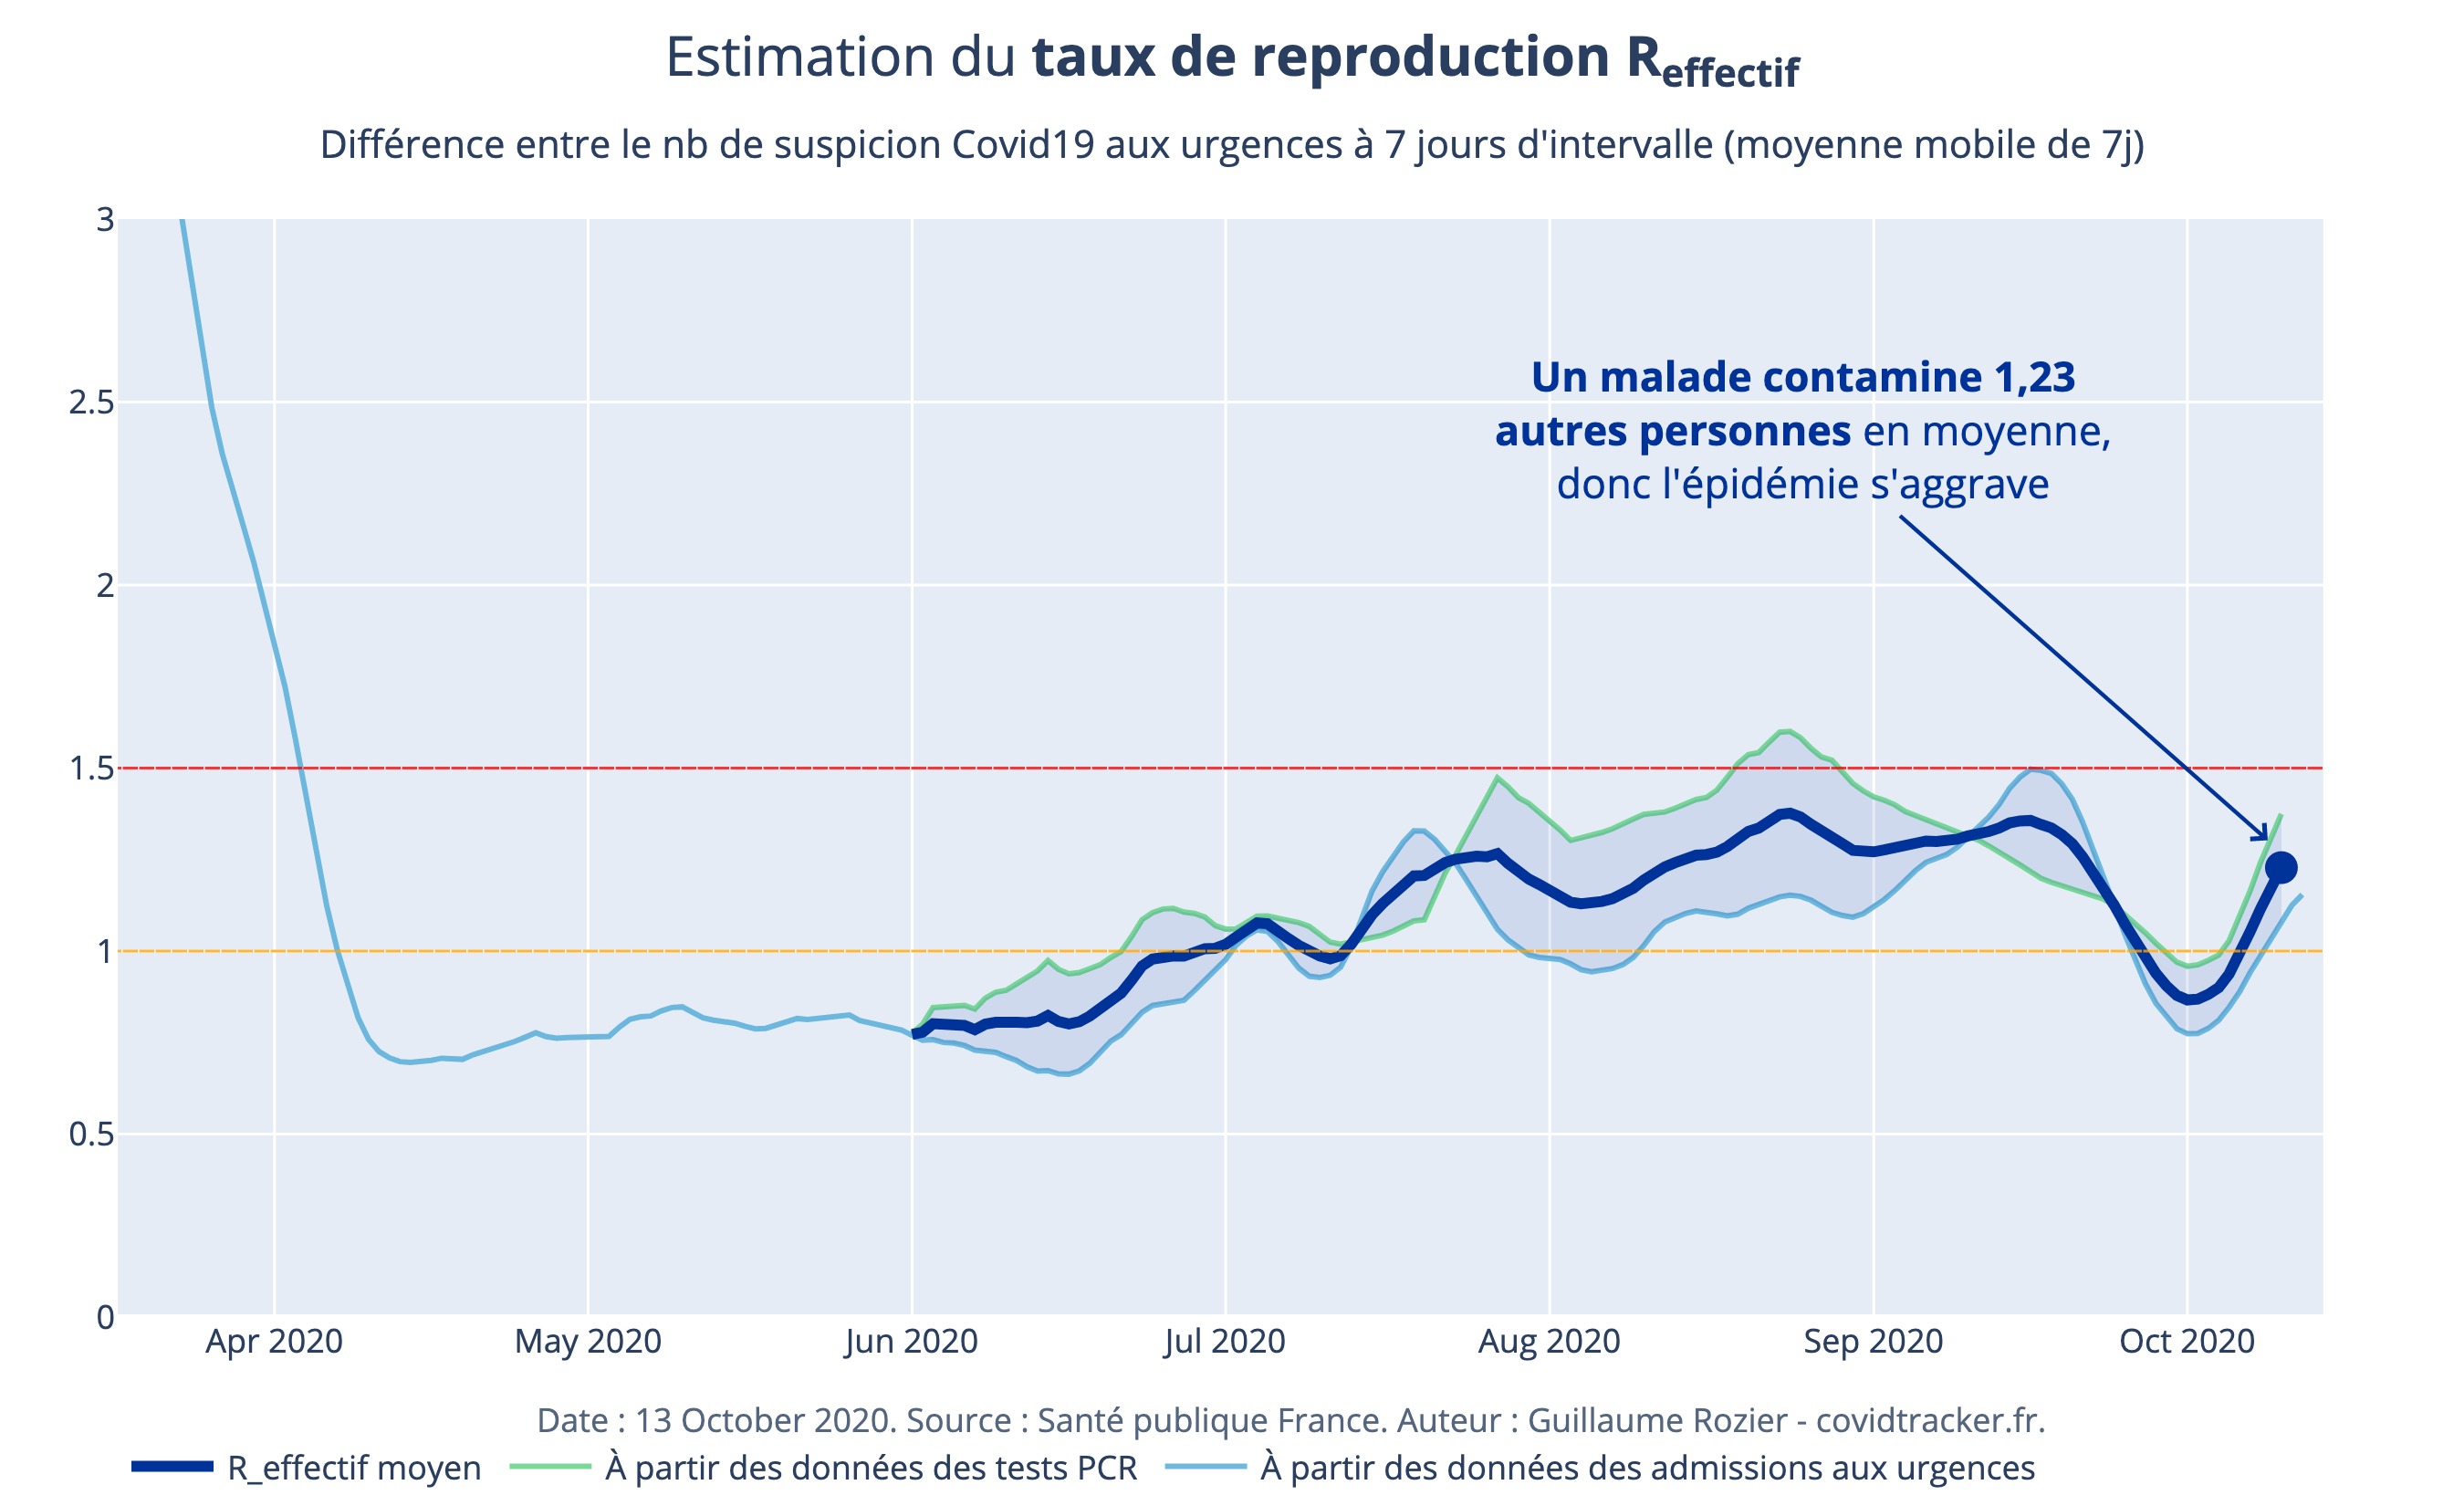 Estimation du taux de reproduction Reffectif
Différence entre le nb de suspicion Covid19 aux urgences à 7 jours d'intervalle (moyenne mobile de 7j)
3
2.5
2
1.5
1
0.5
0
Un malade contamine 1,23
autres personnes en moyenne,
donc l'épidémie s'aggrave
Apr 2020 May 2020 Jun 2020 Jul 2020 Aug 2020 Sep 2020 Oct 2020
Date : 13 October 2020. Source : Santé publique France. Auteur : Guillaume Rozier - covidtracker.fr.
R_effectif moyen À partir des données des tests PCR À partir des données des admissions aux urgences